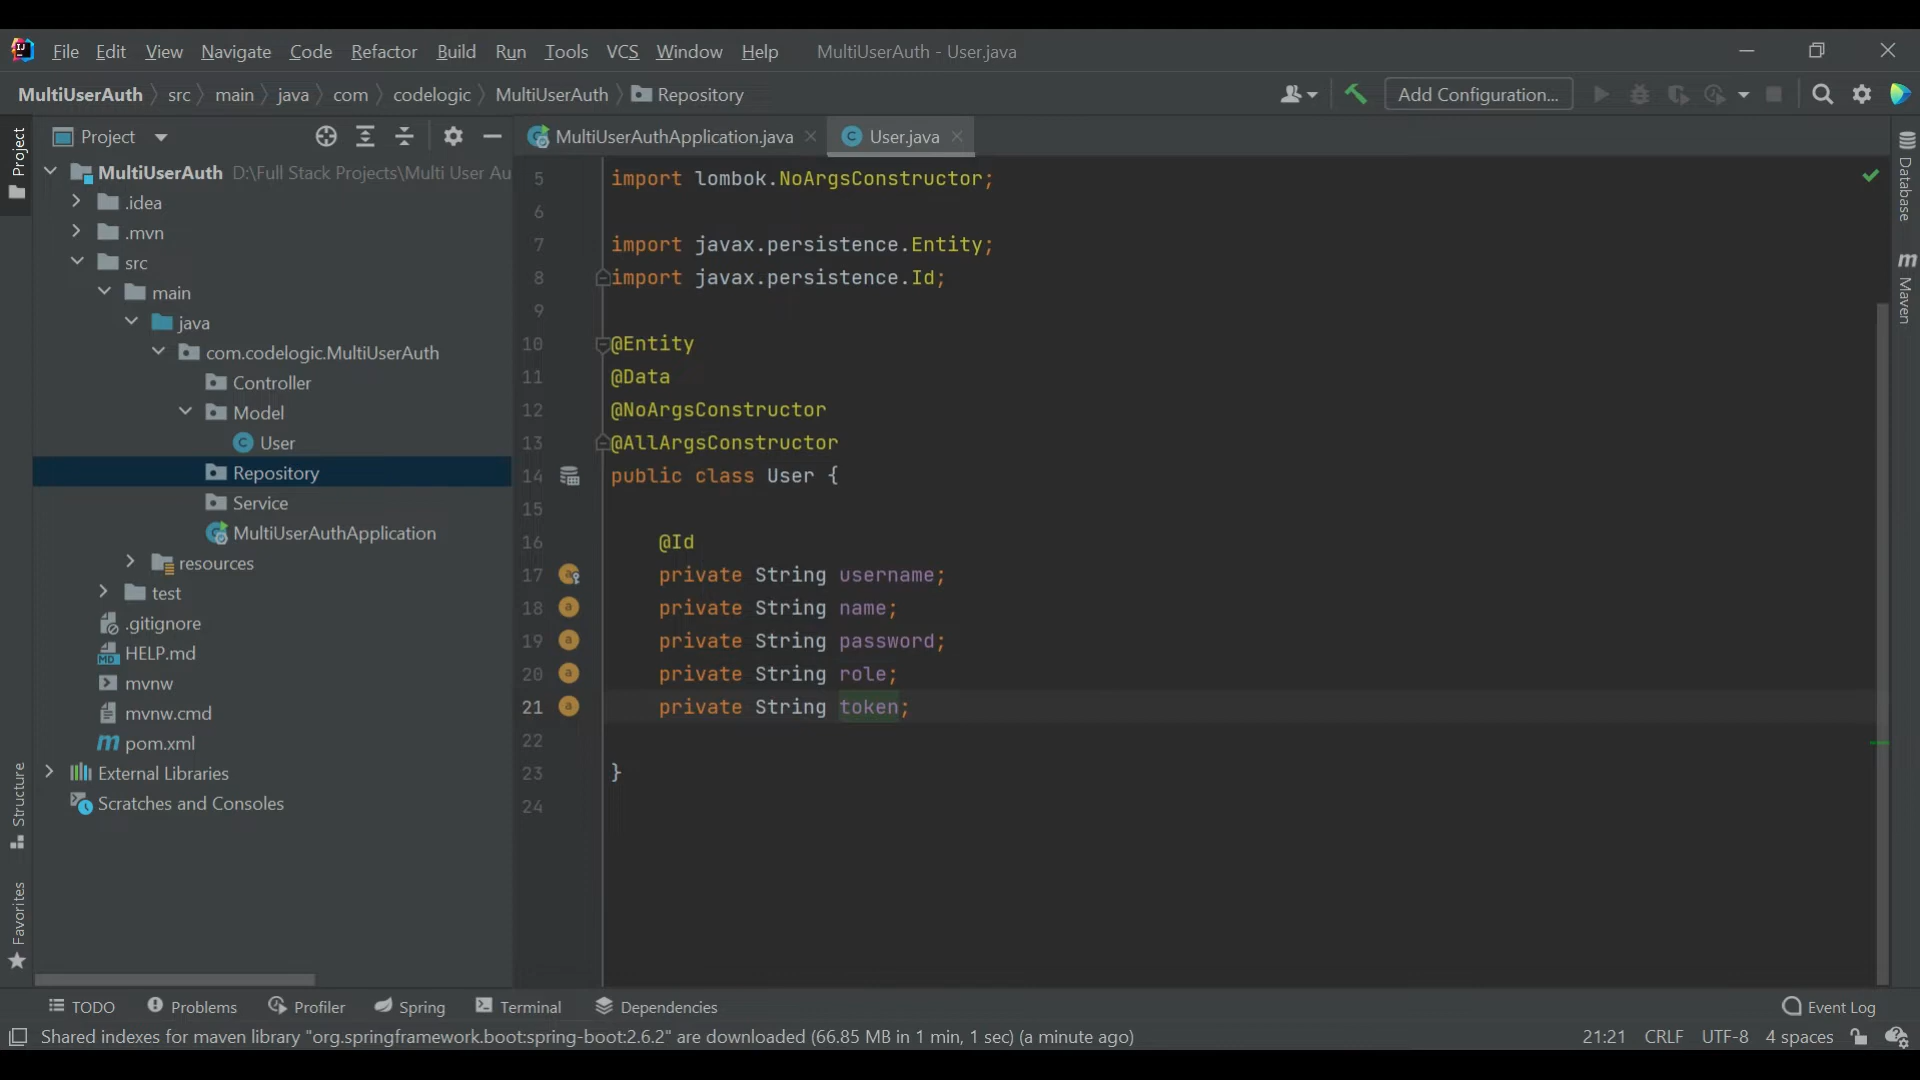 File Edit View Navigate Code Refactor Build Run Tools VCS Window Help MultiUserAuth - User.java
MultiUserAuth src main java com codelogic MultiUserAuth Repository Add Configuration...
Project
Project
MultiUserAuthApplication.java
User.java
MultiUserAuth D:\Full Stack Projects\Multi User Au
.idea
.mvn
src
main
java
com.codelogic.MultiUserAuth
Controller
Model
User
Repository
Service
MultiUserAuthApplication
resources
test
.gitignore
HELP.md
mvnw
mvnw.cmd
pom.xml
External Libraries
Scratches and Consoles
Structure
Favorites
5 import lombok.NoArgsConstructor;
6
7 import javax.persistence.Entity;
8 import javax.persistence.Id;
9
10 @Entity
11 @Data
12 @NoArgsConstructor
13 @AllArgsConstructor
14 public class User {
15
16 @Id
17 private String username;
18 private String name;
19 private String password;
20 private String role;
21 private String token;
22
23 }
24
Database
Maven
TODO Problems Profiler Spring Terminal Dependencies Event Log
Shared indexes for maven library "org.springframework.boot:spring-boot:2.6.2" are downloaded (66.85 MB in 1 min, 1 sec) (a minute ago) 21:21 CRLF UTF-8 4 spaces